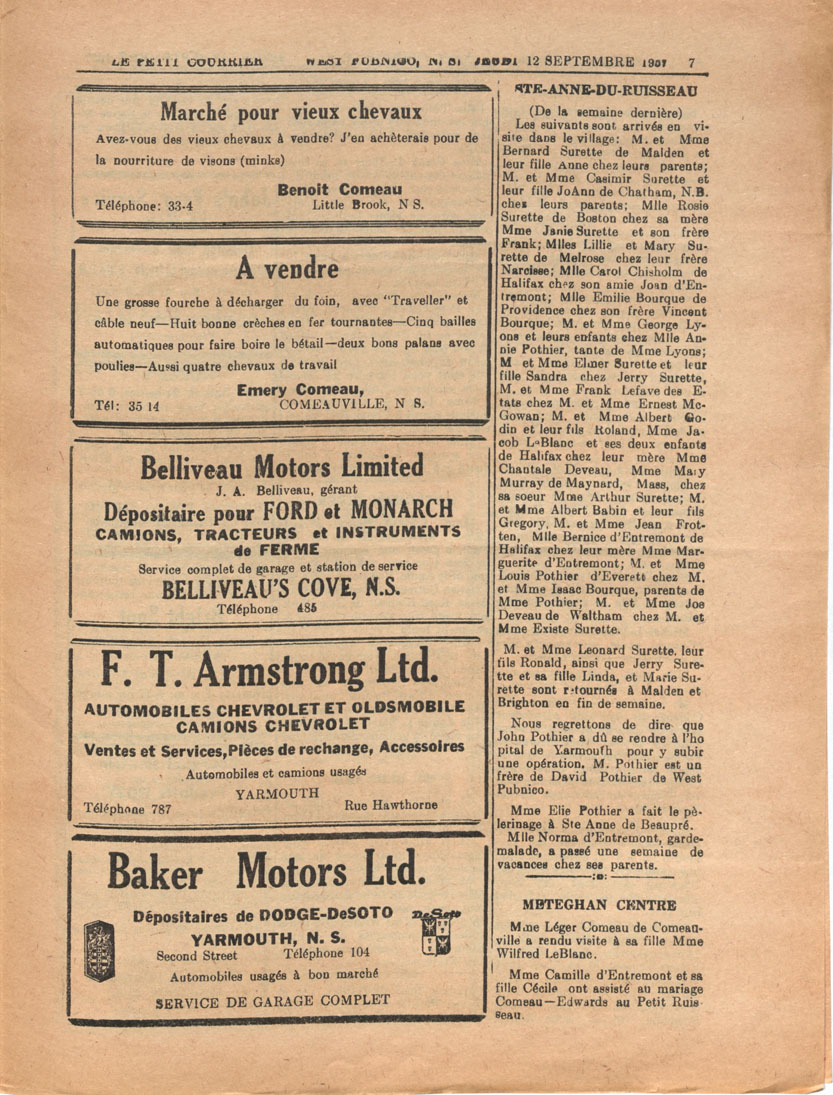 LE PETIT COURRIER WEST PUBNICO, N. S. JEUDI 12 SEPTEMBRE 1957 7
Marché pour vieux chevaux
Avez-vous des vieux chevaux à vendre? J'en achèterais pour de
la nourriture de visons (minks)
Benoit Comeau
Téléphone: 33-4 Little Brook, N S.
A vendre
Une grosse fourche à décharger du foin, avec "Traveller" et
câble neuf—Huit bonne crèches en fer tournantes—Cinq bailles
automatiques pour faire boire le bétail—deux bons palans avec
poulies—Aussi quatre chevaux de travail
Emery Comeau,
Tél: 35 14 COMEAUVILLE, N S.
Belliveau Motors Limited
J. A. Belliveau, gérant
Dépositaire pour FORD et MONARCH
CAMIONS, TRACTEURS et INSTRUMENTS
de FERME
Service complet de garage et station de service
BELLIVEAU'S COVE, N.S.
Téléphone 485
F. T. Armstrong Ltd.
AUTOMOBILES CHEVROLET ET OLDSMOBILE
CAMIONS CHEVROLET
Ventes et Services, Pièces de rechange, Accessoires
Automobiles et camions usagés
YARMOUTH
Téléphone 787 Rue Hawthorne
Baker Motors Ltd.
Dépositaires de DODGE-DeSOTO
De Soto
YARMOUTH, N. S.
Second Street Téléphone 104
Automobiles usagés à bon marché
SERVICE DE GARAGE COMPLET
STE-ANNE-DU-RUISSEAU
(De la semaine dernière)
Les suivants sont arrivés en vi-
site dans le village: M. et Mme
Bernard Surette de Malden et
leur fille Anne chez leurs parents;
M. et Mme Casimir Surette et
leur fille JoAnn de Chatham, N.B.
chez leurs parents; Mlle Rosie
Surette de Boston chez sa mère
Mme Janie Surette et son frère
Frank; Mlles Lillie et Mary Su-
rette de Melrose chez leur frère
Narcisse; Mlle Carol Chisholm de
Halifax chez son amie Joan d'En-
tremont; Mlle Emilie Bourque de
Providence chez son frère Vincent
Bourque; M. et Mme George Ly-
ons et leurs enfants chez Mlle An-
nie Pothier, tante de Mme Lyons;
M et Mme Elmer Surette et leur
fille Sandra chez Jerry Surette,
M. et Mme Frank Lefave des E-
tats chez M. et Mme Ernest Mc-
Gowan; M. et Mme Albert Go-
din et leur fils Roland, Mme Ja-
cob LeBlanc et ses deux enfants
de Halifax chez leur mère Mme
Chantale Deveau, Mme Mary
Murray de Maynard, Mass, chez
sa soeur Mme Arthur Surette; M.
et Mme Albert Babin et leur fils
Gregory, M. et Mme Jean Frot-
ten, Mlle Bernice d'Entremont de
Halifax chez leur mère Mme Mar-
guerite d'Entremont; M. et Mme
Louis Pothier d'Everett chez M.
et Mme Isaac Bourque, parents de
Mme Pothier; M. et Mme Joe
Deveau de Waltham chez M. et
Mme Existe Surette.
M. et Mme Leonard Surette. leur
fils Ronald, ainsi que Jerry Sure-
tte et sa fille Linda, et Marie Su-
rette sont retournés à Malden et
Brighton en fin de semaine.
Nous regrettons de dire que
John Pothier a dû se rendre à l'ho
pital de Yarmouth pour y subir
une opération. M. Pothier est un
frère de David Pothier de West
Pubnico.
Mme Elie Pothier a fait le pè-
lerinage à Ste Anne de Beaupré.
Mlle Norma d'Entremont, garde-
malade, a passé une semaine de
vacances chez ses parents.
METEGHAN CENTRE
Mme Léger Comeau de Comeau-
ville a rendu visite à sa fille Mme
Wilfred LeBlanc.
Mme Camille d'Entremont et sa
fille Cécile ont assisté au mariage
Comeau—Edwards au Petit Ruis-
seau.